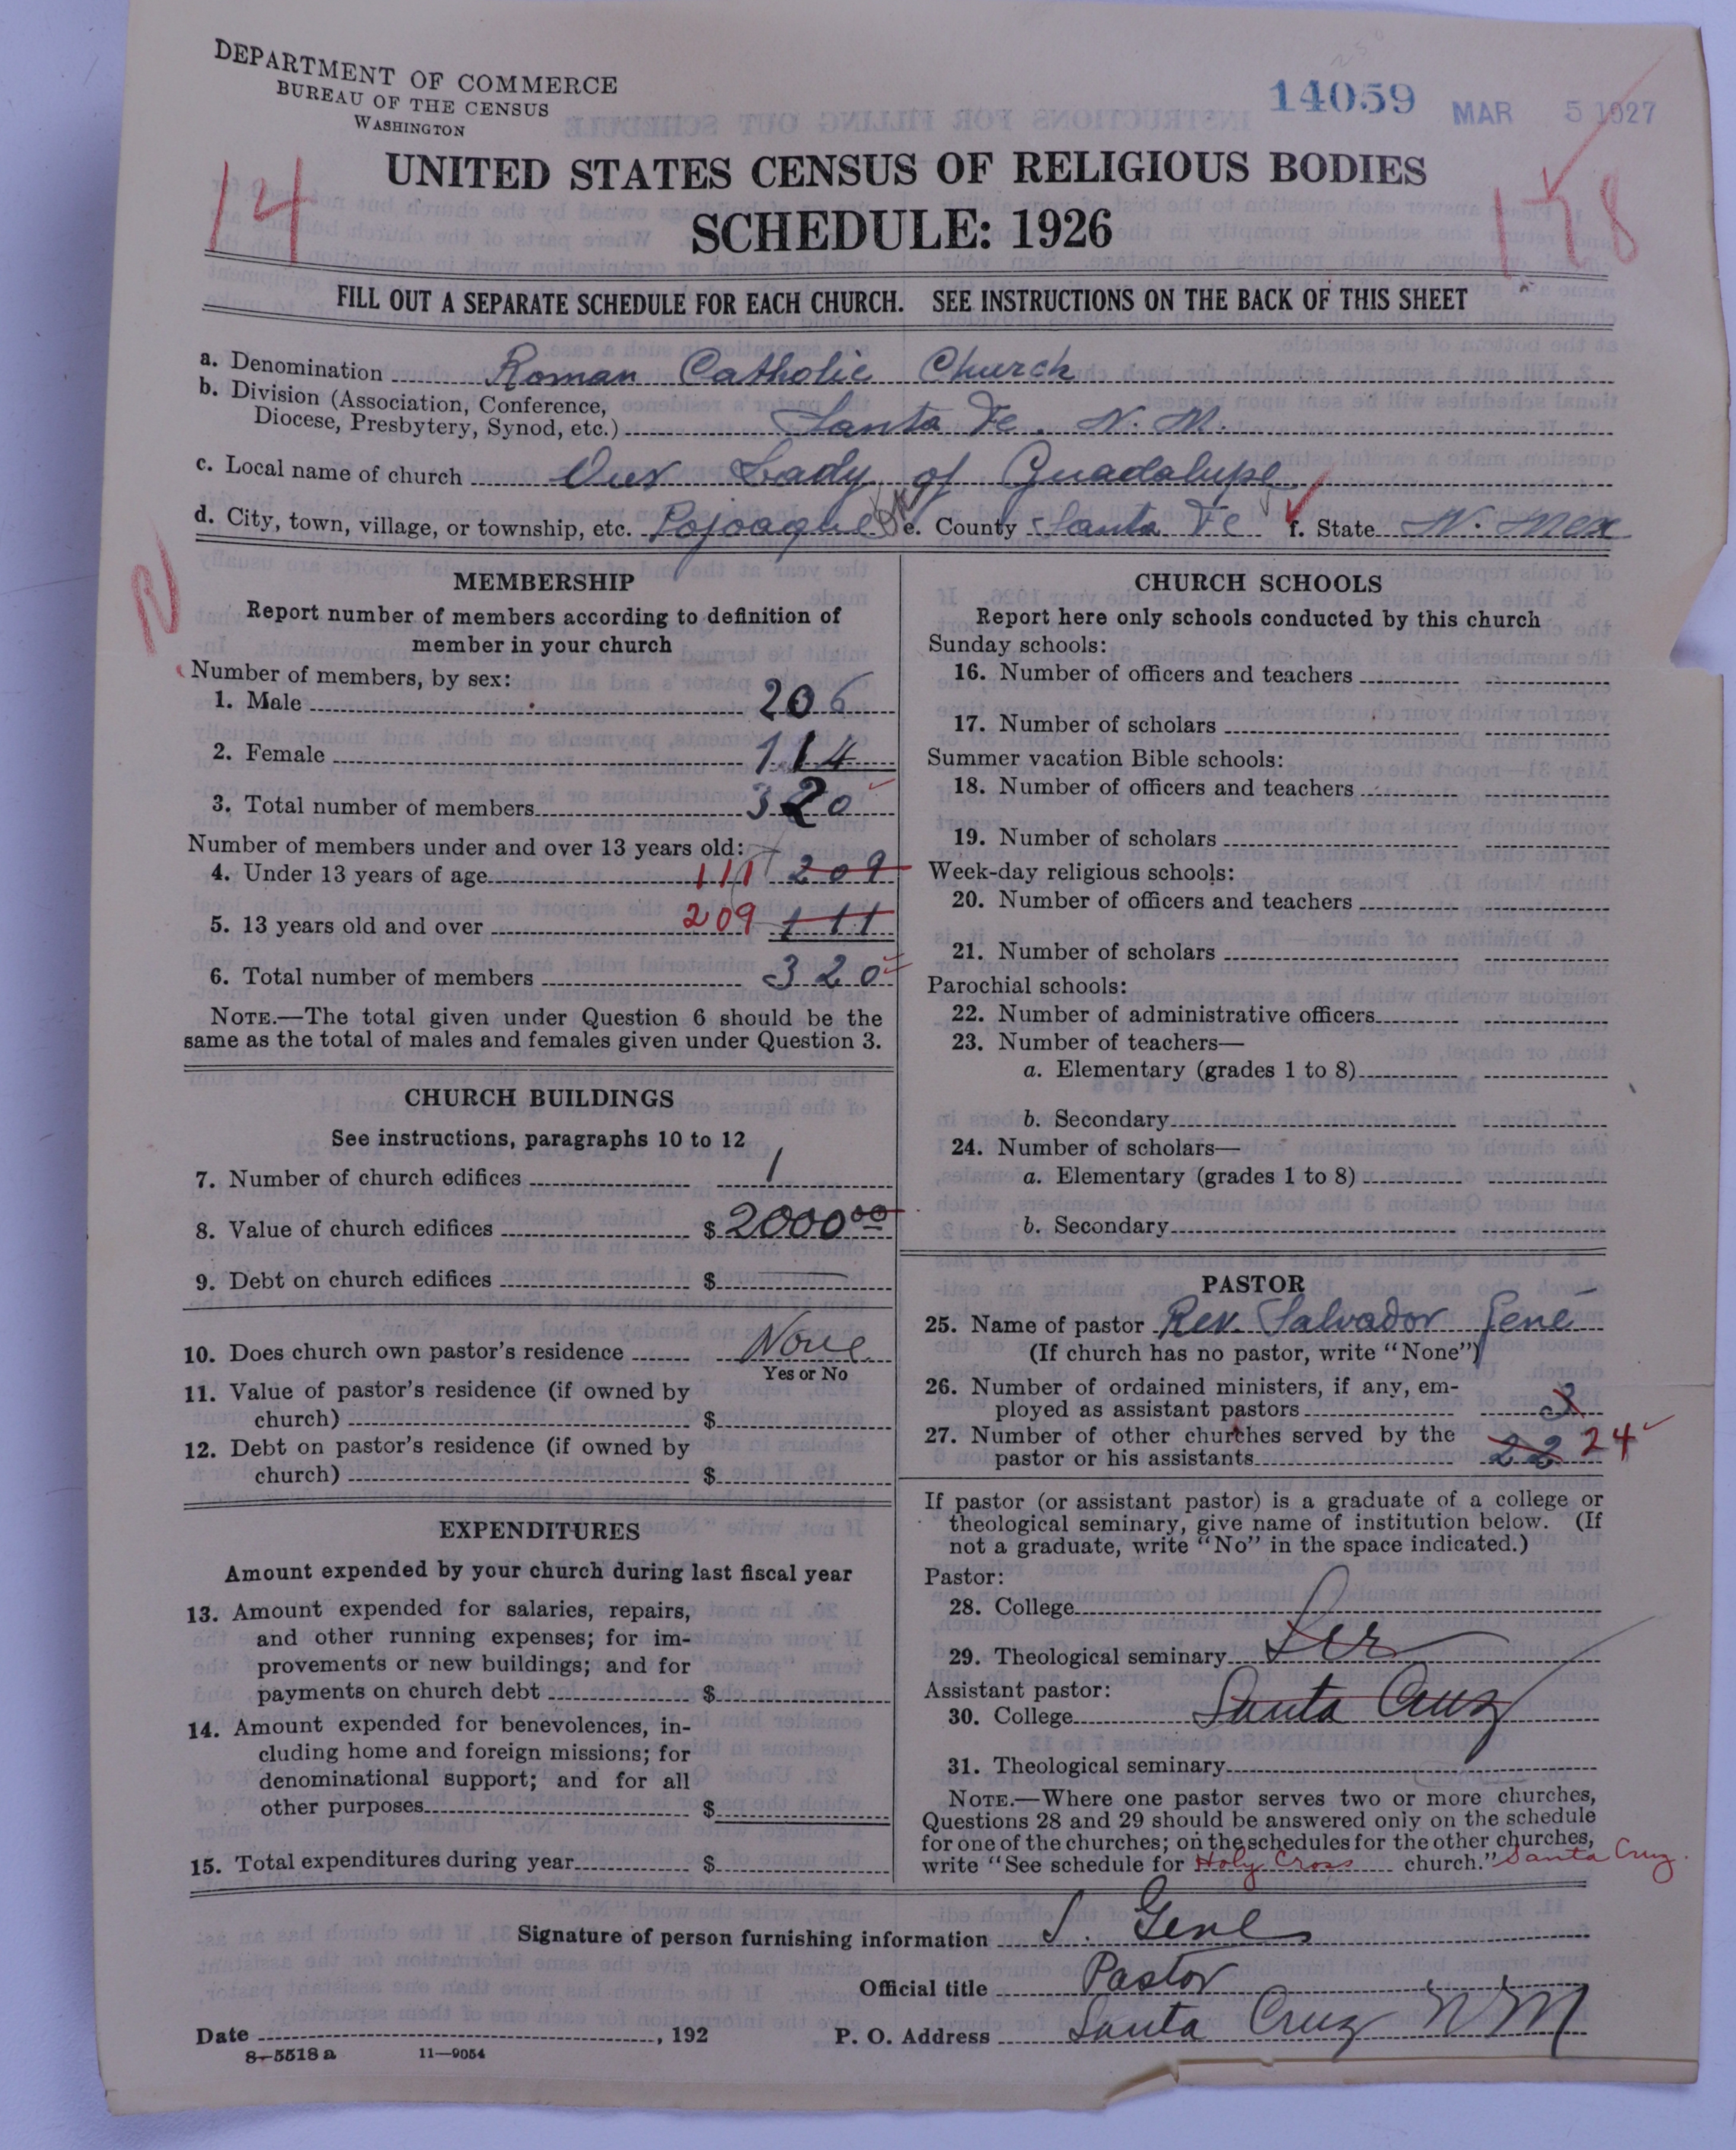 DEPARTMENT OF COMMERCE
BUREAU OF THE CENSUS
WASHINGTON
14059 MAR 5 1927
UNITED STATES CENSUS OF RELIGIOUS BODIES
14 158
SCHEDULE: 1926
FILL OUT A SEPARATE SCHEDULE FOR EACH CHURCH. SEE INSTRUCTIONS ON THE BACK OF THIS SHEET
a. Denomination Roman Catholic Church
b. Division (Association, Conference,
Diocese, Presbytery, Synod, etc.) Santa Fe. N. M.
c. Local name of church Our Lady of Guadalupe
d. City, town, village, or township, etc. Pojoaque e. County Santa Fe f. State N. Mex
N
MEMBERSHIP
Report number of members according to definition of
member in your church
Number of members, by sex:
1. Male 206
2. Female 114
3. Total number of members 320
Number of members under and over 13 years old:
4. Under 13 years of age 111 209
5. 13 years old and over 209 111
6. Total number of members 320
NOTE.—The total given under Question 6 should be the
same as the total of males and females given under Question 3.
CHURCH BUILDINGS
See instructions, paragraphs 10 to 12
7. Number of church edifices 1
8. Value of church edifices $ 2000 00
9. Debt on church edifices $ —
10. Does church own pastor's residence None
Yes or No
11. Value of pastor's residence (if owned by
church) $
12. Debt on pastor's residence (if owned by
church) $
EXPENDITURES
Amount expended by your church during last fiscal year
13. Amount expended for salaries, repairs,
and other running expenses; for im-
provements or new buildings; and for
payments on church debt $
14. Amount expended for benevolences, in-
cluding home and foreign missions; for
denominational support; and for all
other purposes $
15. Total expenditures during year $
CHURCH SCHOOLS
Report here only schools conducted by this church
Sunday schools:
16. Number of officers and teachers
17. Number of scholars
Summer vacation Bible schools:
18. Number of officers and teachers
19. Number of scholars
Week-day religious schools:
20. Number of officers and teachers
21. Number of scholars
Parochial schools:
22. Number of administrative officers
23. Number of teachers—
a. Elementary (grades 1 to 8)
b. Secondary
24. Number of scholars—
a. Elementary (grades 1 to 8)
b. Secondary
PASTOR
25. Name of pastor Rev. Salvador Gené
(If church has no pastor, write "None")
26. Number of ordained ministers, if any, em-
ployed as assistant pastors 3
27. Number of other churches served by the
pastor or his assistants 22 24
If pastor (or assistant pastor) is a graduate of a college or
theological seminary, give name of institution below. (If
not a graduate, write "No" in the space indicated.)
Pastor:
28. College
29. Theological seminary
Assistant pastor:
30. College Santa Cruz
31. Theological seminary
NOTE.—Where one pastor serves two or more churches,
Questions 28 and 29 should be answered only on the schedule
for one of the churches; on the schedules for the other churches,
write "See schedule for Holy Cross church." Santa Cruz.
Signature of person furnishing information S. Gene
Official title Pastor
Date , 192 P. O. Address Santa Cruz N M
8—5518 a 11—9054